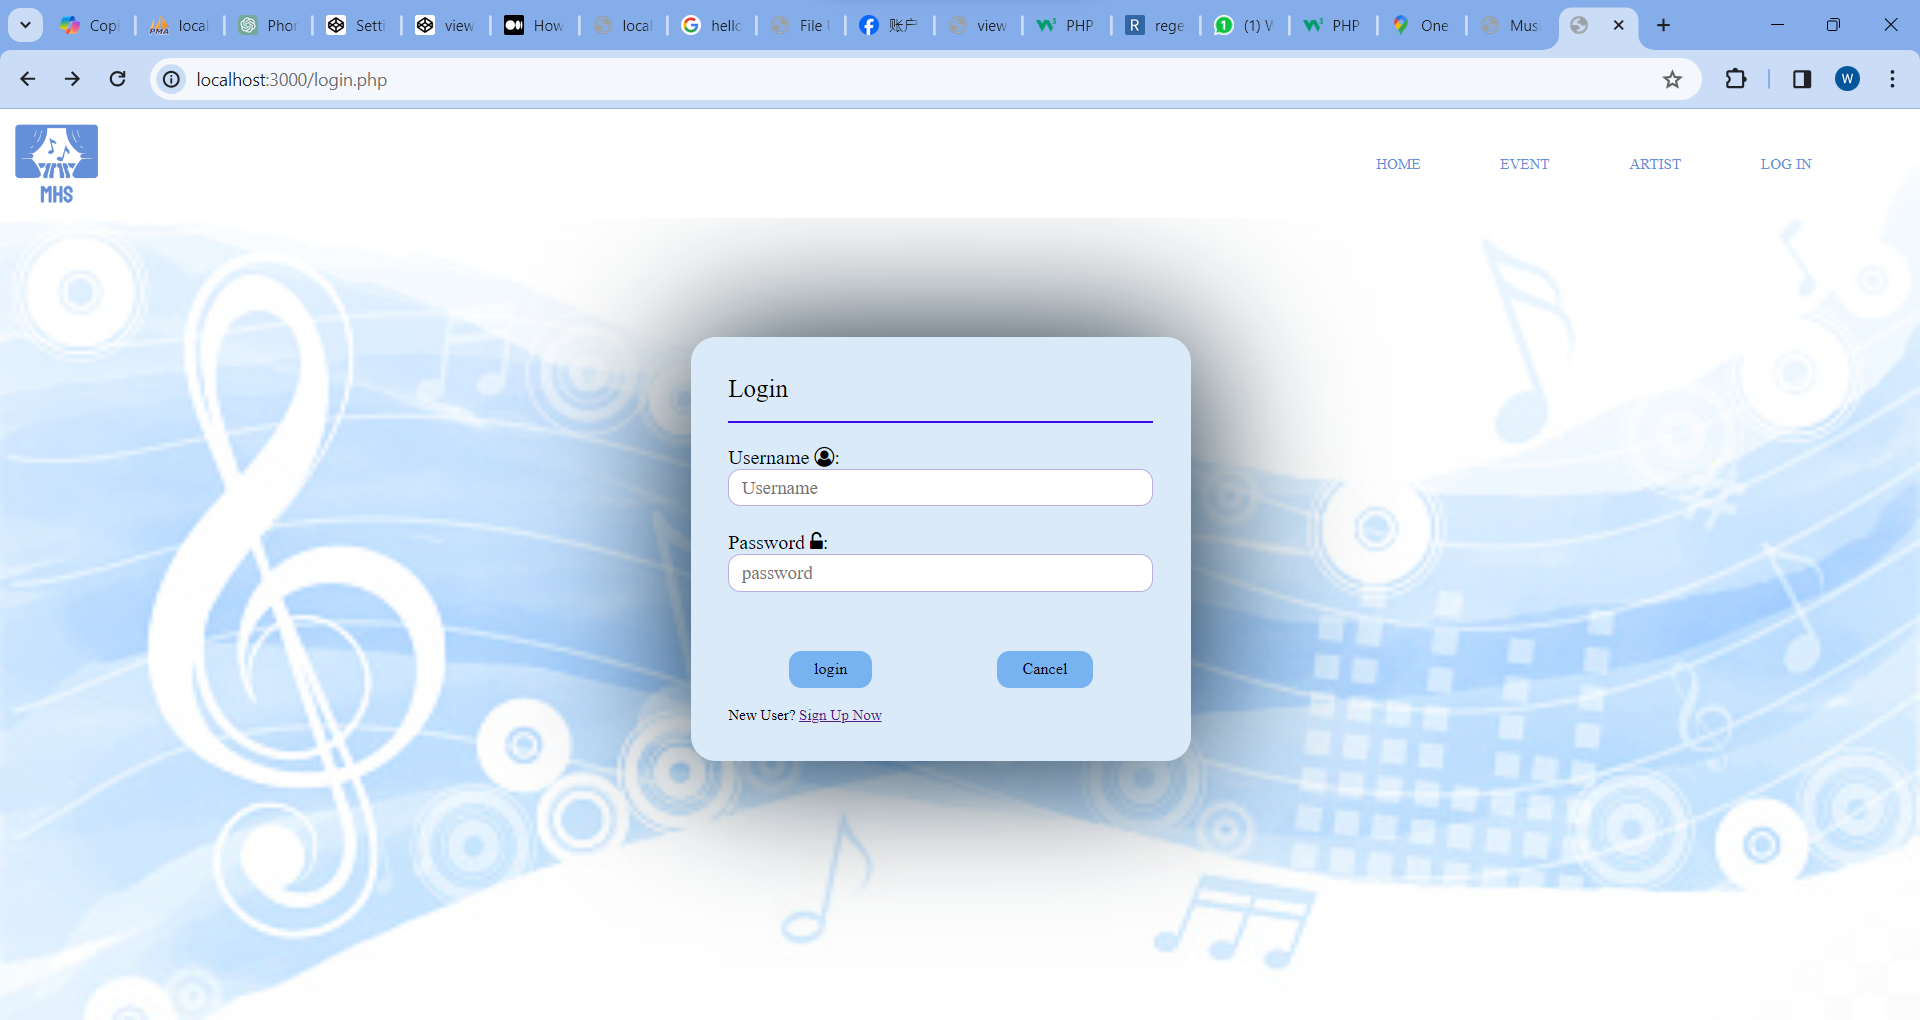 Copi local Phor Setti view How local hello File U 账户 view PHP rege (1) V PHP One Mus
localhost:3000/login.php W
MHS
HOME EVENT ARTIST LOG IN
Login
Username :
Username
Password :
password
login Cancel
New User? Sign Up Now